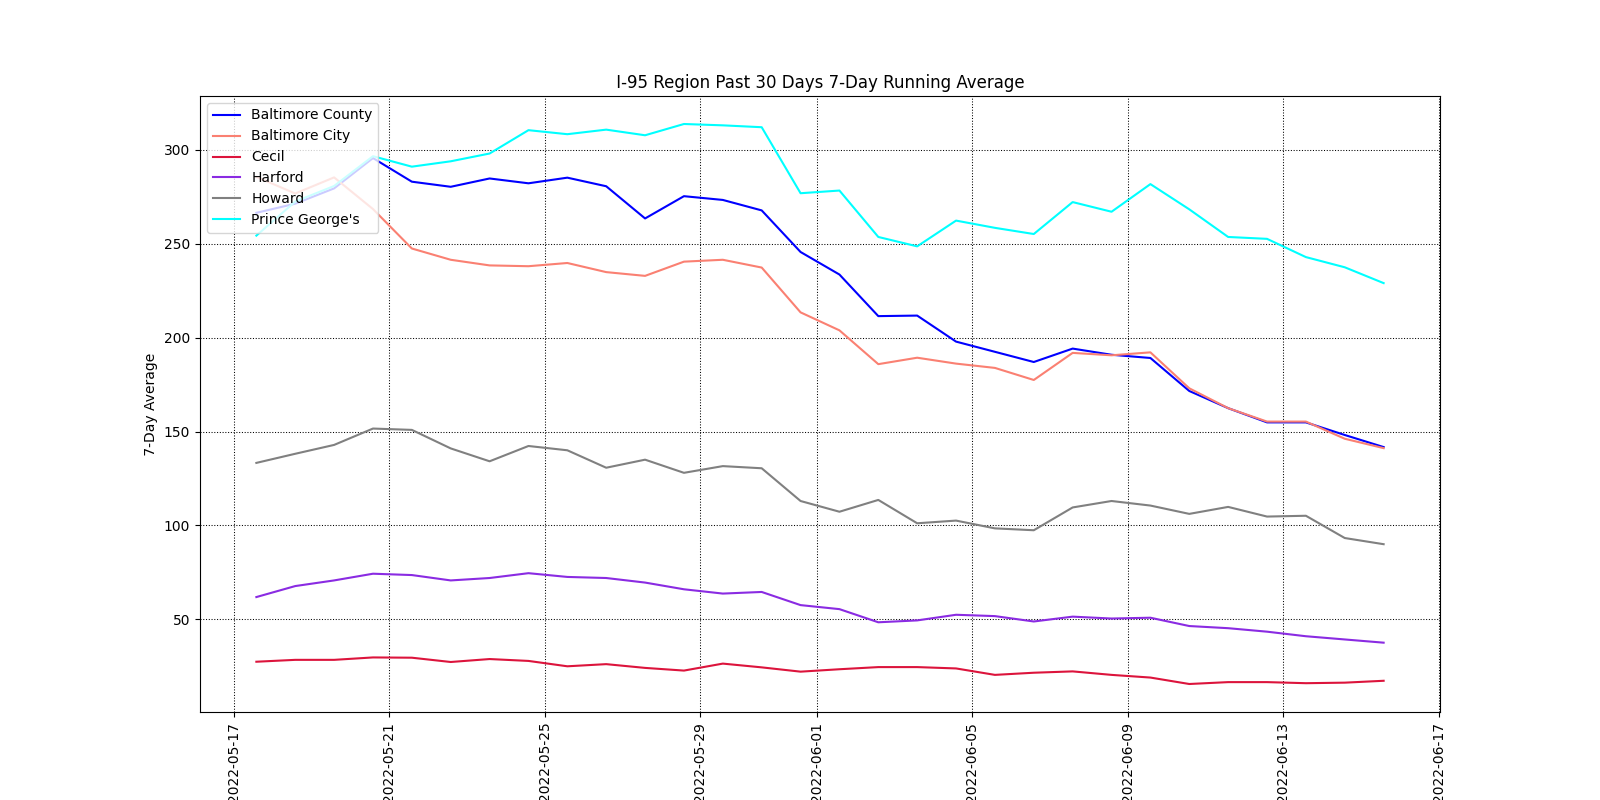 I-95 Region Past 30 Days 7-Day Running Average
Baltimore County
Baltimore City
Cecil
Harford
Howard
Prince George's
7-Day Average
300
250
200
150
100
50
2022-05-17
2022-05-21
2022-05-25
2022-05-29
2022-06-01
2022-06-05
2022-06-09
2022-06-13
2022-06-17